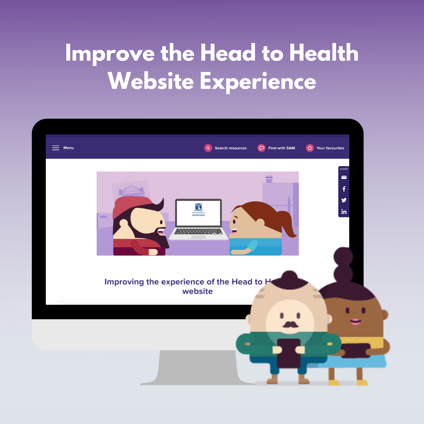 Improve the Head to Health
Website Experience
Menu
Search resources
Find with SAM
Your favourites
Improving the experience of the Head to He
website